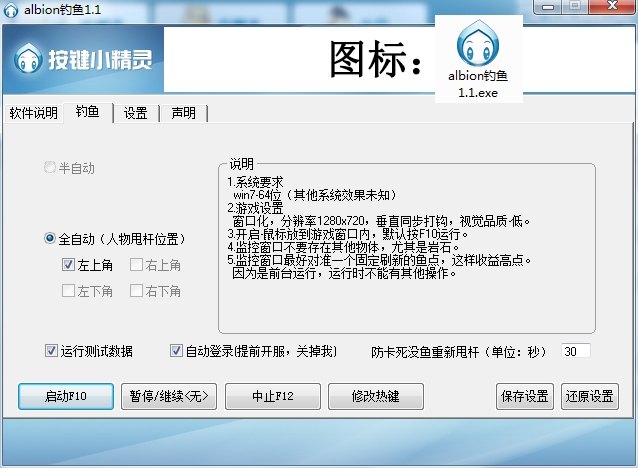 albion钓鱼1.1
按键小精灵
图标：
albion钓鱼
1.1.exe
软件说明 钓鱼 设置 声明
半自动
全自动（人物甩杆位置）
左上角 右上角
左下角 右下角
说明
1.系统要求
win7-64位（其他系统效果未知）
2.游戏设置
窗口化，分辨率1280x720，垂直同步打钩，视觉品质-低。
3.开启-鼠标放到游戏窗口内，默认按F10运行。
4.监控窗口不要存在其他物体，尤其是岩石。
5.监控窗口最好对准一个固定刷新的鱼点，这样收益高点。
因为是前台运行，运行时不能有其他操作。
运行测试数据 自动登录(提前开服，关掉我) 防卡死没鱼重新甩杆（单位：秒） 30
启动F10 暂停/继续<无> 中止F12 修改热键 保存设置 还原设置